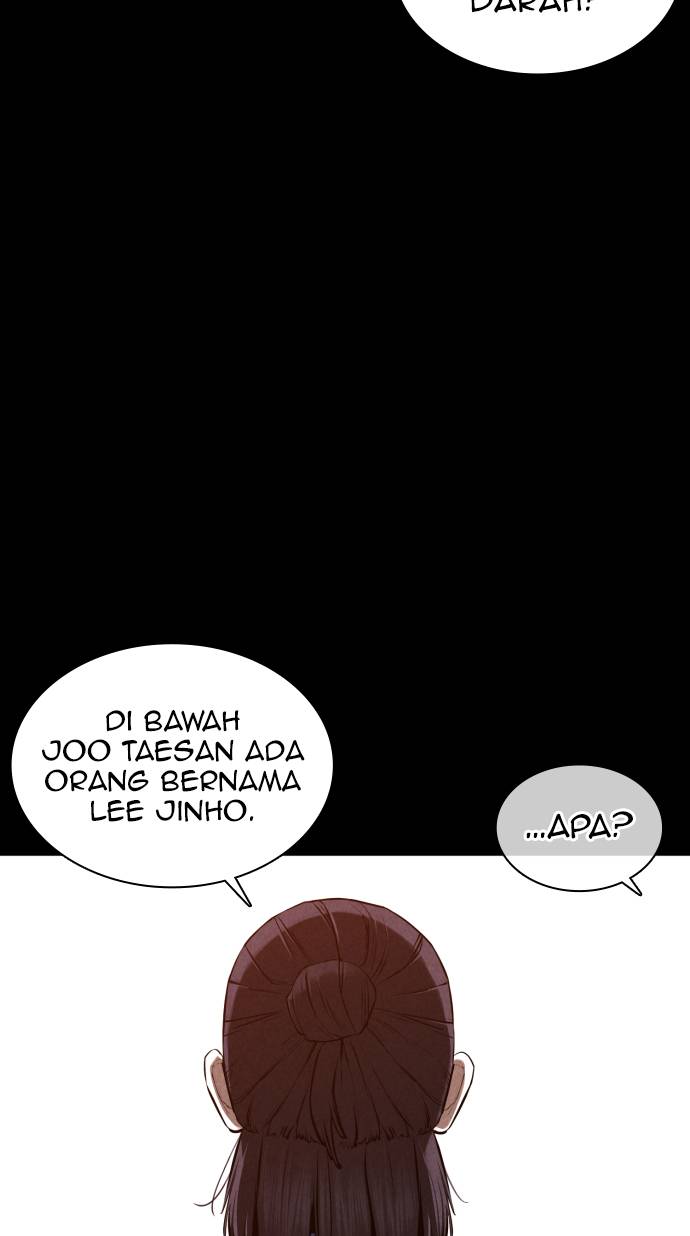 DARAH?
DI BAWAH
JOO TAESAN ADA
ORANG BERNAMA
LEE JINHO.
...APA?